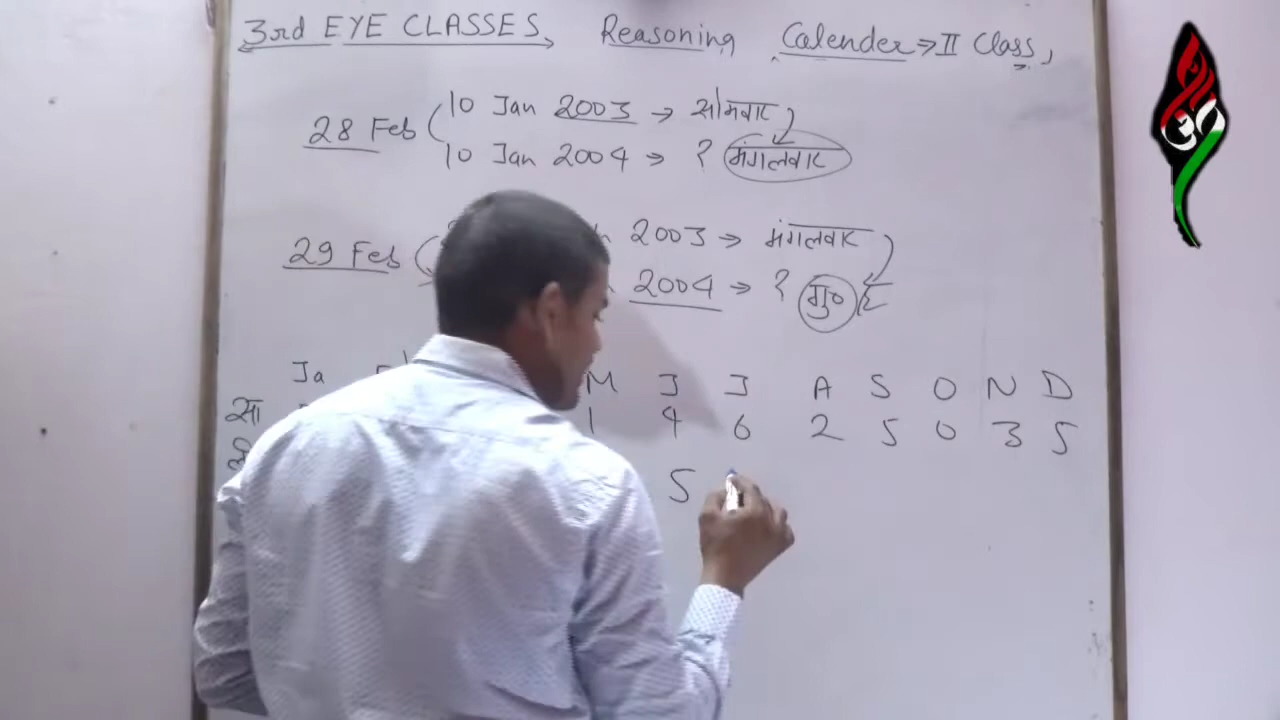 3rd EYE CLASSES Reasoning Calender → II Class,
28 Feb
10 Jan 2003 → सोमवार
10 Jan 2004 → ? मंगलवार
29 Feb
2003 → मंगलवार
2004 → ? गु०
Ja M J J A S O N D
सा 1 4 6 2 5 0 3 5
5